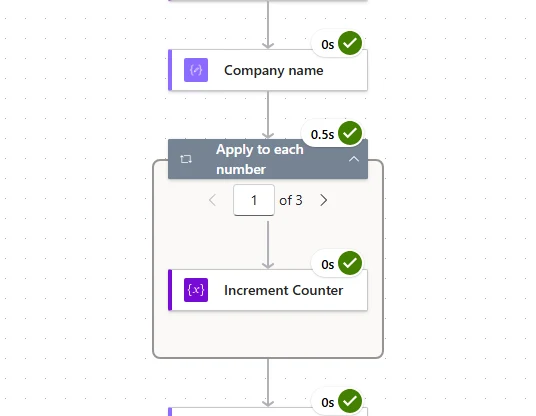 0s
Company name
0.5s
Apply to each
number
1 of 3
0s
{x} Increment Counter
0s